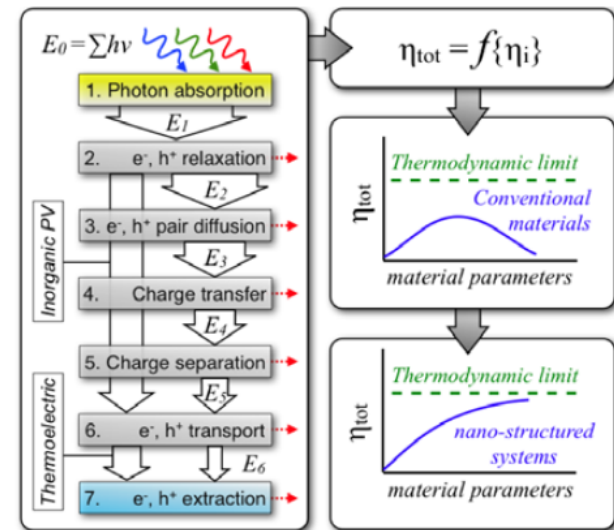 E₀ = ∑hν
1. Photon absorption
E₁
2. e⁻, h⁺ relaxation
E₂
3. e⁻, h⁺ pair diffusion
E₃
4. Charge transfer
E₄
5. Charge separation
E₅
6. e⁻, h⁺ transport
E₆
7. e⁻, h⁺ extraction
Inorganic PV
Thermoelectric
ηtot = f{ηi}
Thermodynamic limit
Conventional
materials
ηtot
material parameters
Thermodynamic limit
ηtot
nano-structured
systems
material parameters